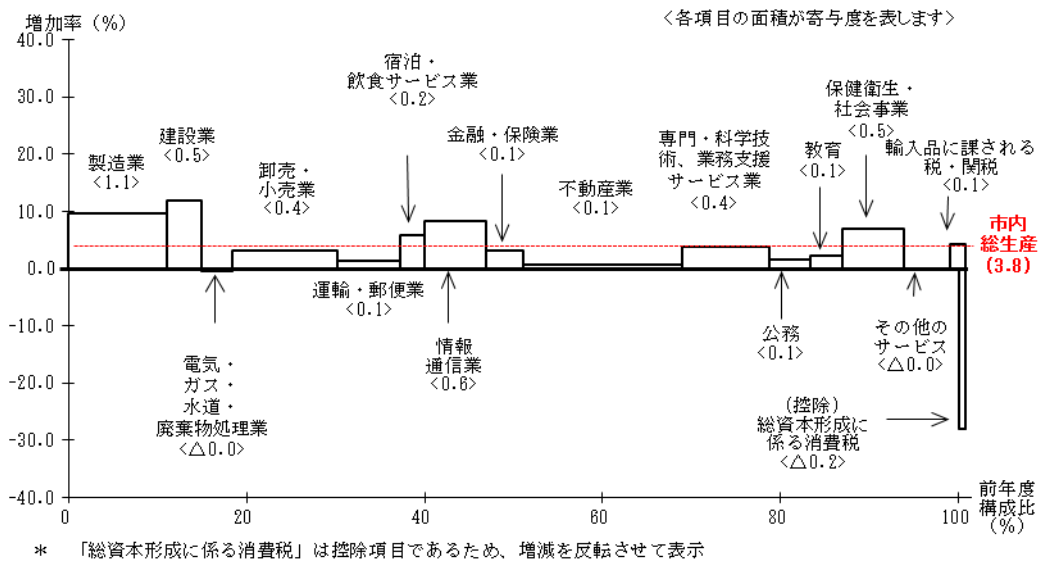 増加率（%）
<各項目の面積が寄与度を表します>
40.0
30.0
20.0
10.0
0.0
-10.0
-20.0
-30.0
-40.0
製造業
<1.1>
建設業
<0.5>
電気・
ガス・
水道・
廃棄物処理業
<△0.0>
卸売・
小売業
<0.4>
運輸・郵便業
<0.1>
宿泊・
飲食サービス業
<0.2>
情報
通信業
<0.6>
金融・保険業
<0.1>
不動産業
<0.1>
専門・科学技
術、業務支援
サービス業
<0.4>
公務
<0.1>
教育
<0.1>
保健衛生・
社会事業
<0.5>
その他の
サービス
<△0.0>
輸入品に課される
税・関税
<0.1>
(控除)
総資本形成に
係る消費税
<△0.2>
市内
総生産
(3.8)
0
20
40
60
80
100
前年度
構成比
（%）
＊　「総資本形成に係る消費税」は控除項目であるため、増減を反転させて表示